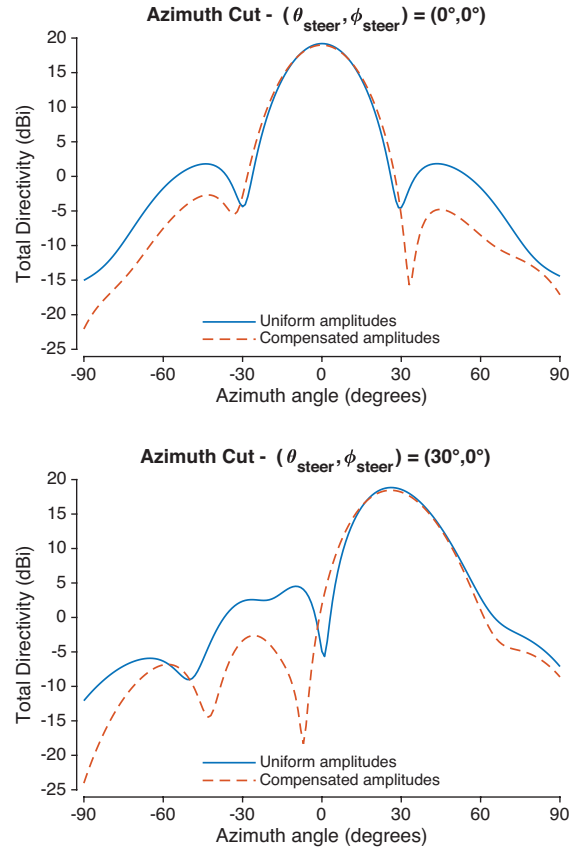 Azimuth Cut - (θsteer, ϕsteer) = (0°,0°)
20
15
10
5
0
-5
-10
-15
-20
-25
Total Directivity (dBi)
Uniform amplitudes
Compensated amplitudes
-90 -60 -30 0 30 60 90
Azimuth angle (degrees)
Azimuth Cut - (θsteer, ϕsteer) = (30°,0°)
20
15
10
5
0
-5
-10
-15
-20
-25
Total Directivity (dBi)
Uniform amplitudes
Compensated amplitudes
-90 -60 -30 0 30 60 90
Azimuth angle (degrees)